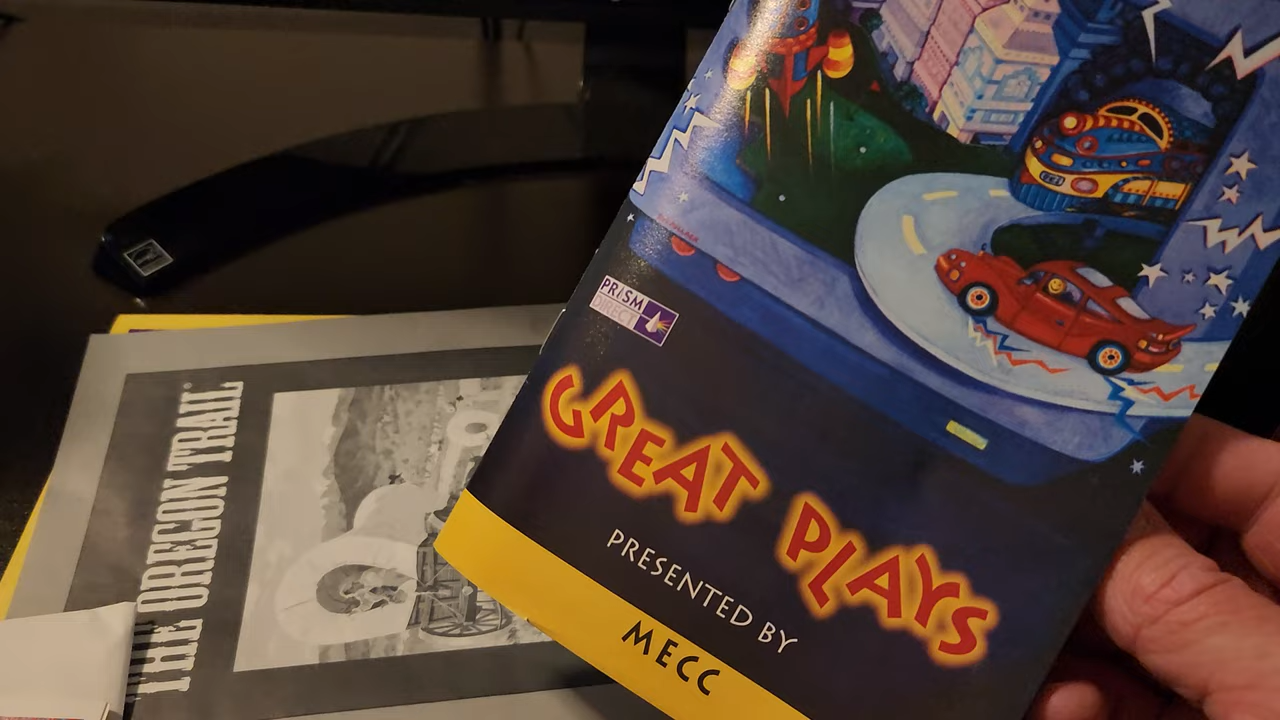 PRISM
DIRECT
GREAT PLAYS
PRESENTED BY
MECC
THE OREGON TRAIL